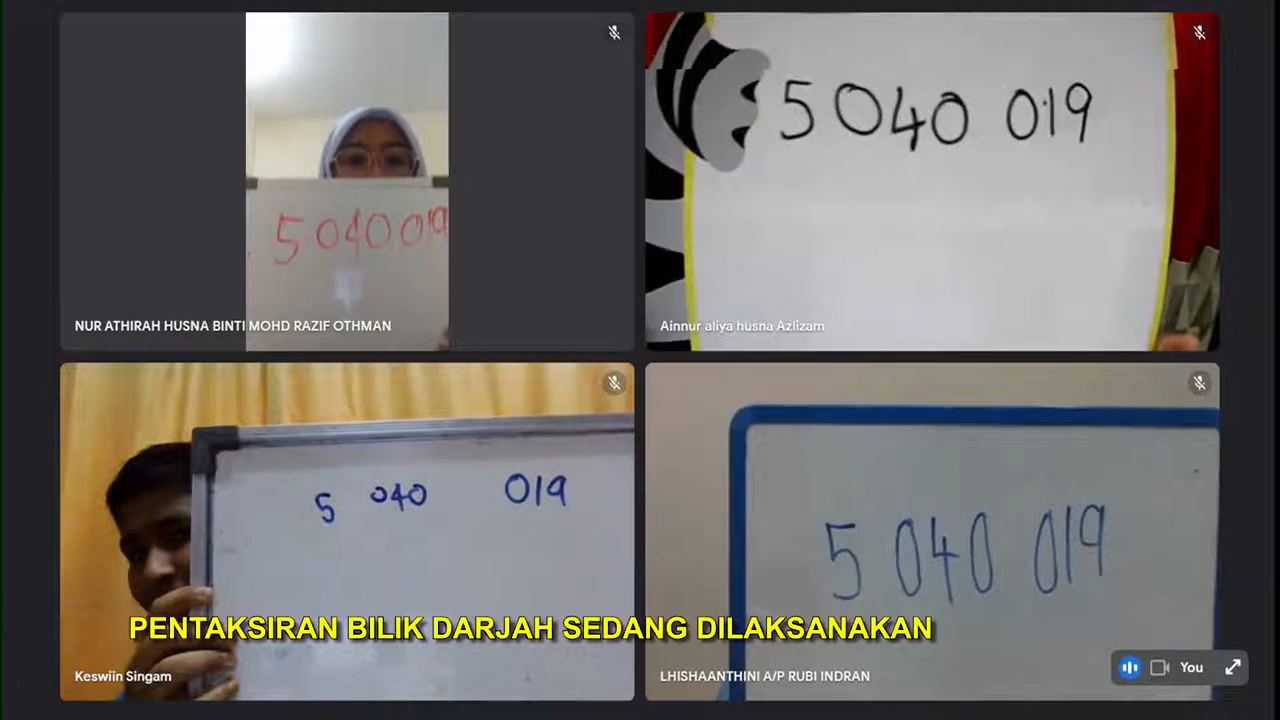 5 040 019
NUR ATHIRAH HUSNA BINTI MOHD RAZIF OTHMAN
5 040 019
Ainnur aliya husna Azlizam
5 040 019
Keswiin Singam
5 040 019
LHISHAANTHINI A/P RUBI INDRAN
PENTAKSIRAN BILIK DARJAH SEDANG DILAKSANAKAN
You